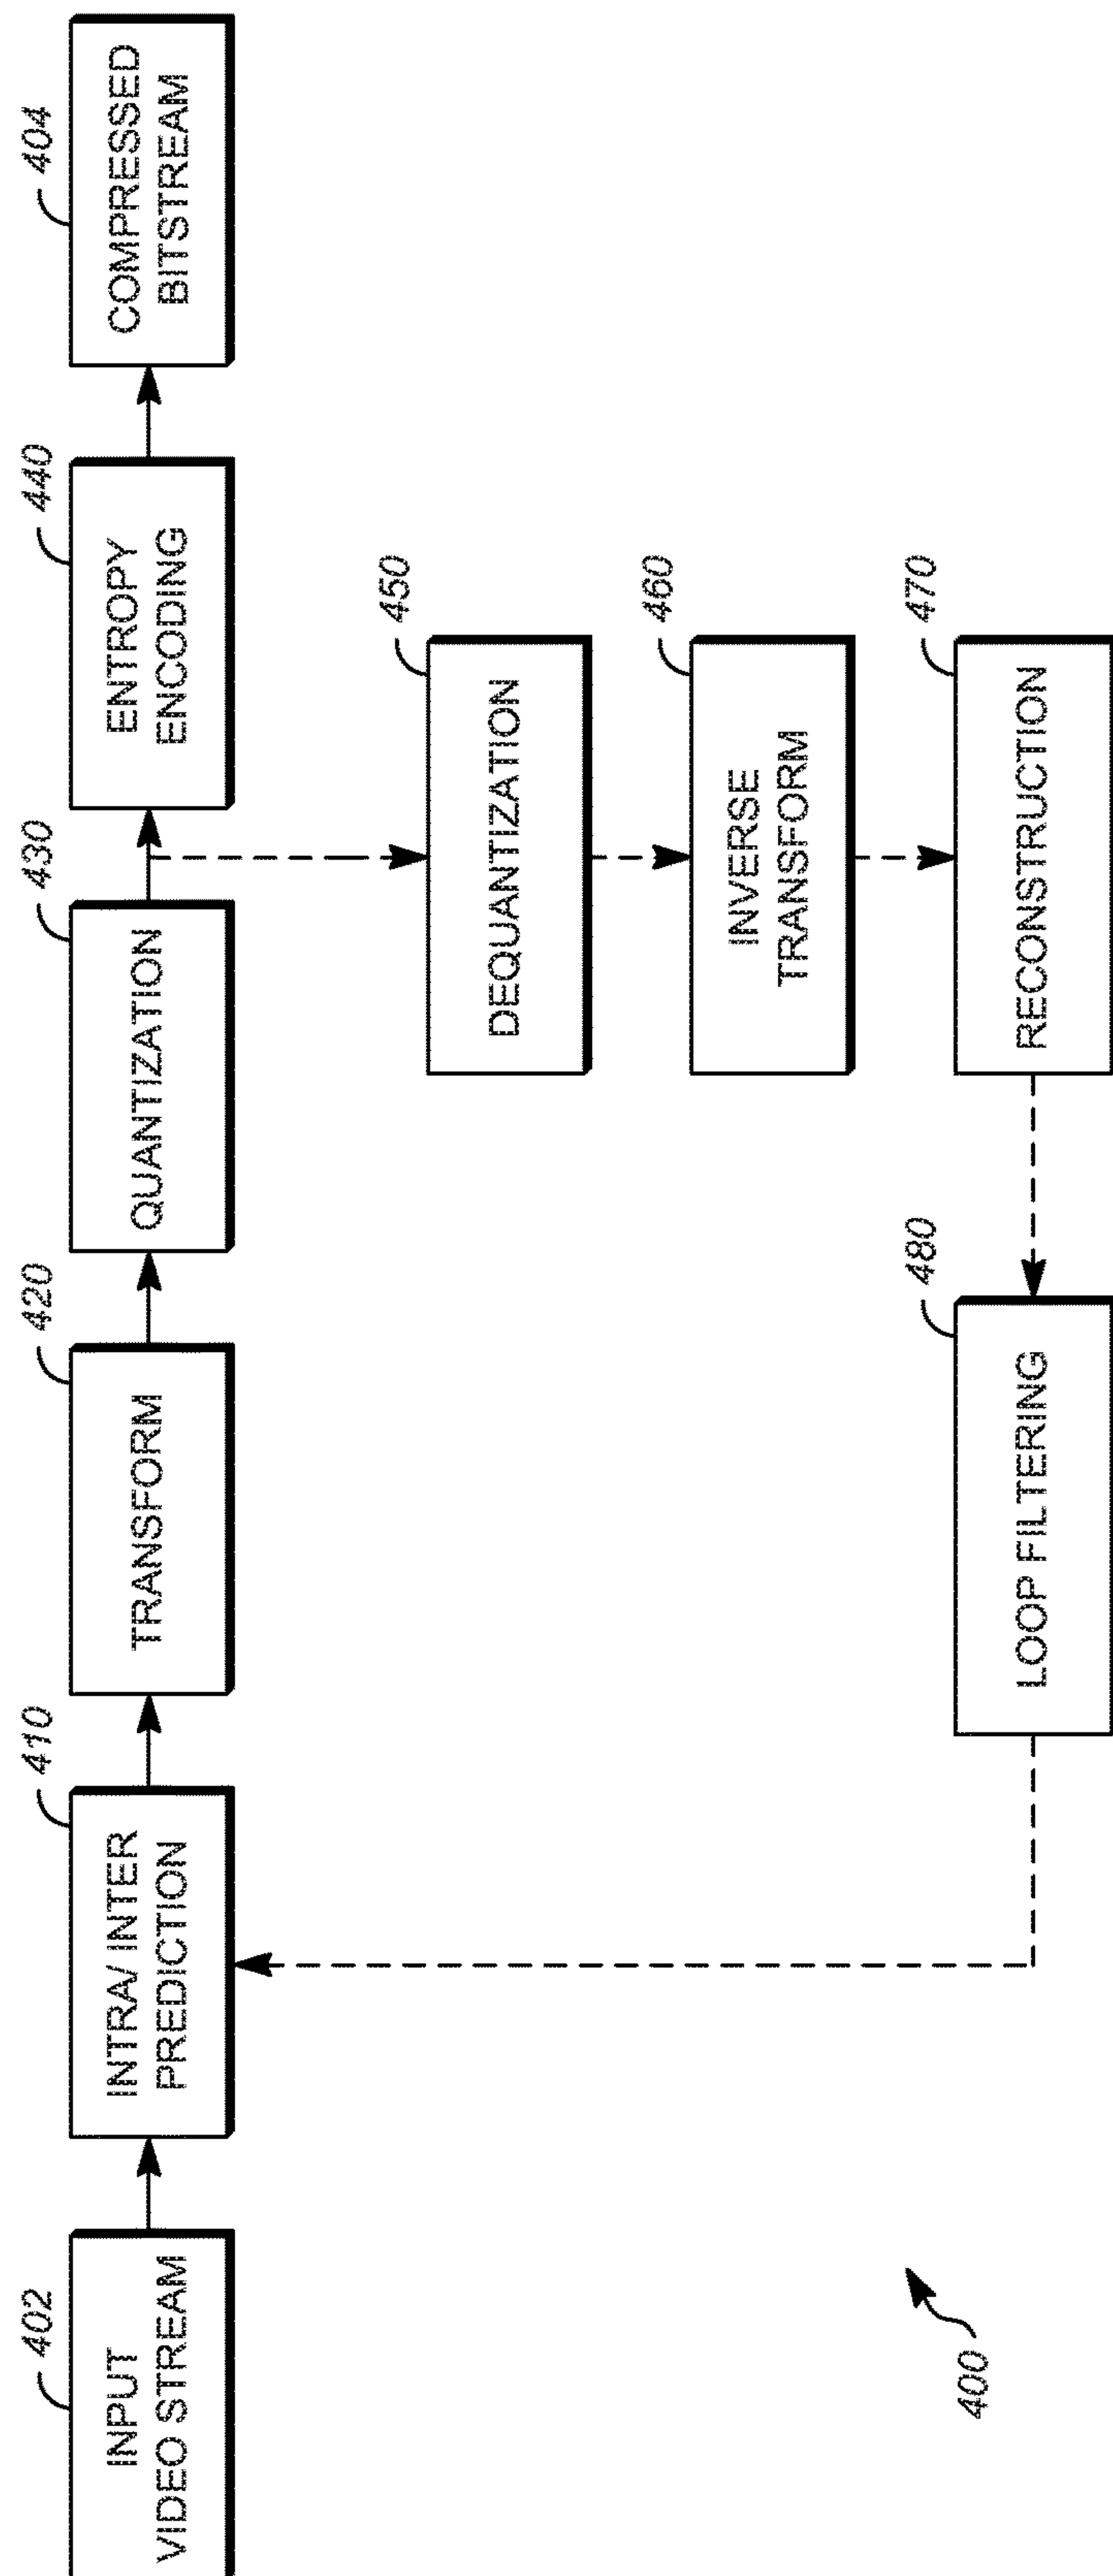 402
INPUT
VIDEO STREAM
410
INTRA/ INTER
PREDICTION
420
TRANSFORM
430
QUANTIZATION
440
ENTROPY
ENCODING
404
COMPRESSED
BITSTREAM
450
DEQUANTIZATION
460
INVERSE
TRANSFORM
470
RECONSTRUCTION
480
LOOP FILTERING
400